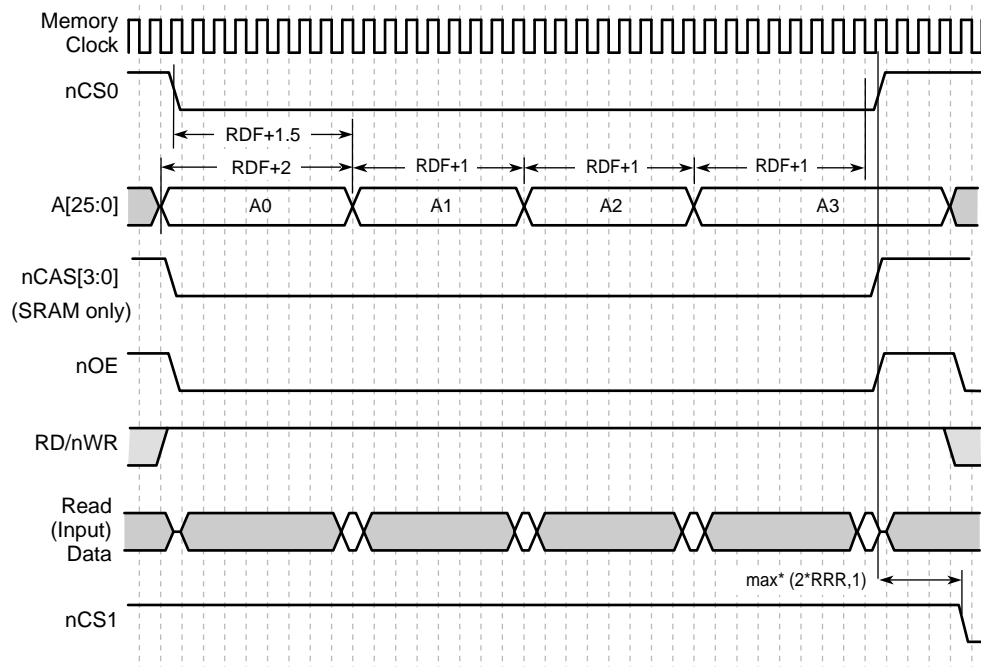 Memory
Clock
nCS0
RDF+1.5
RDF+2
RDF+1
RDF+1
RDF+1
A[25:0]
A0
A1
A2
A3
nCAS[3:0]
(SRAM only)
nOE
RD/nWR
Read
(Input)
Data
max* (2*RRR,1)
nCS1